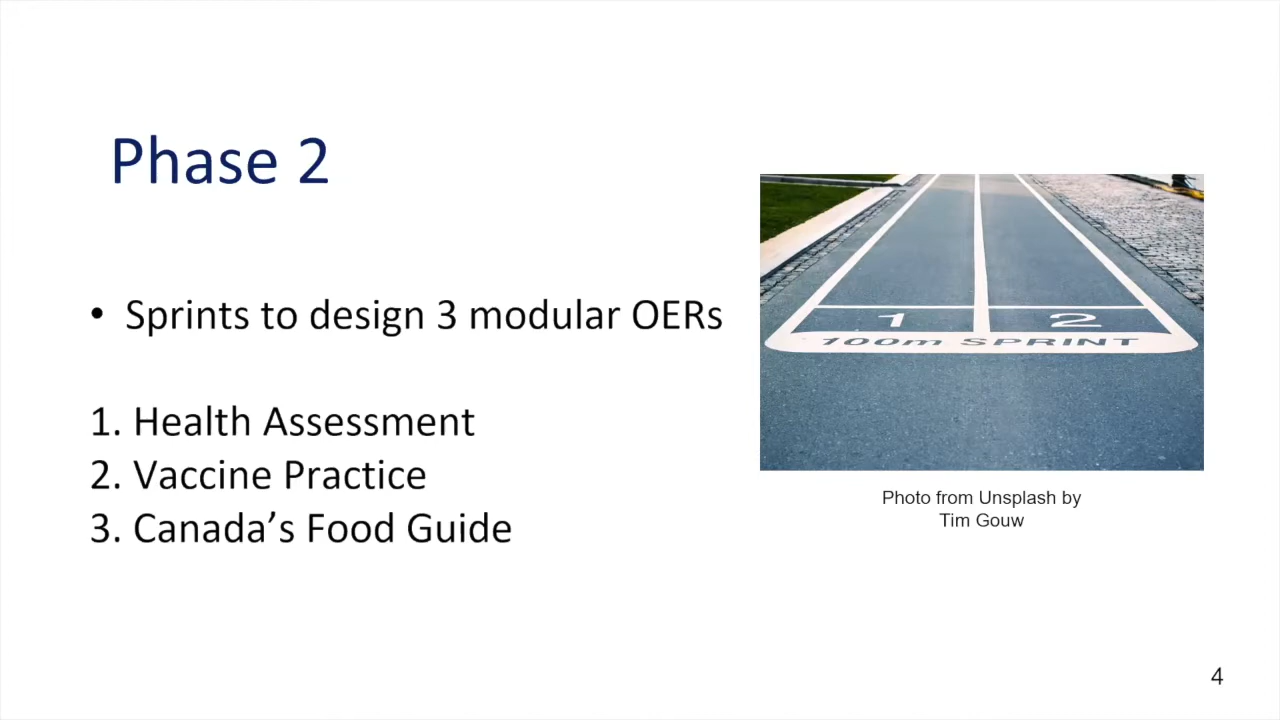 Phase 2
• Sprints to design 3 modular OERs
1. Health Assessment
2. Vaccine Practice
3. Canada’s Food Guide
1 2
100m SPRINT
Photo from Unsplash by
Tim Gouw
4